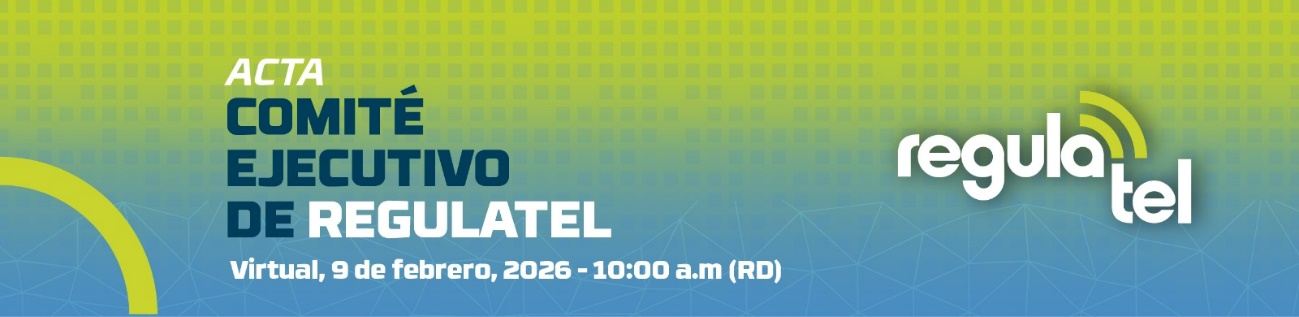 ACTA
COMITÉ
EJECUTIVO
DE REGULATEL
Virtual, 9 de febrero, 2026 - 10:00 a.m (RD)
regula
tel